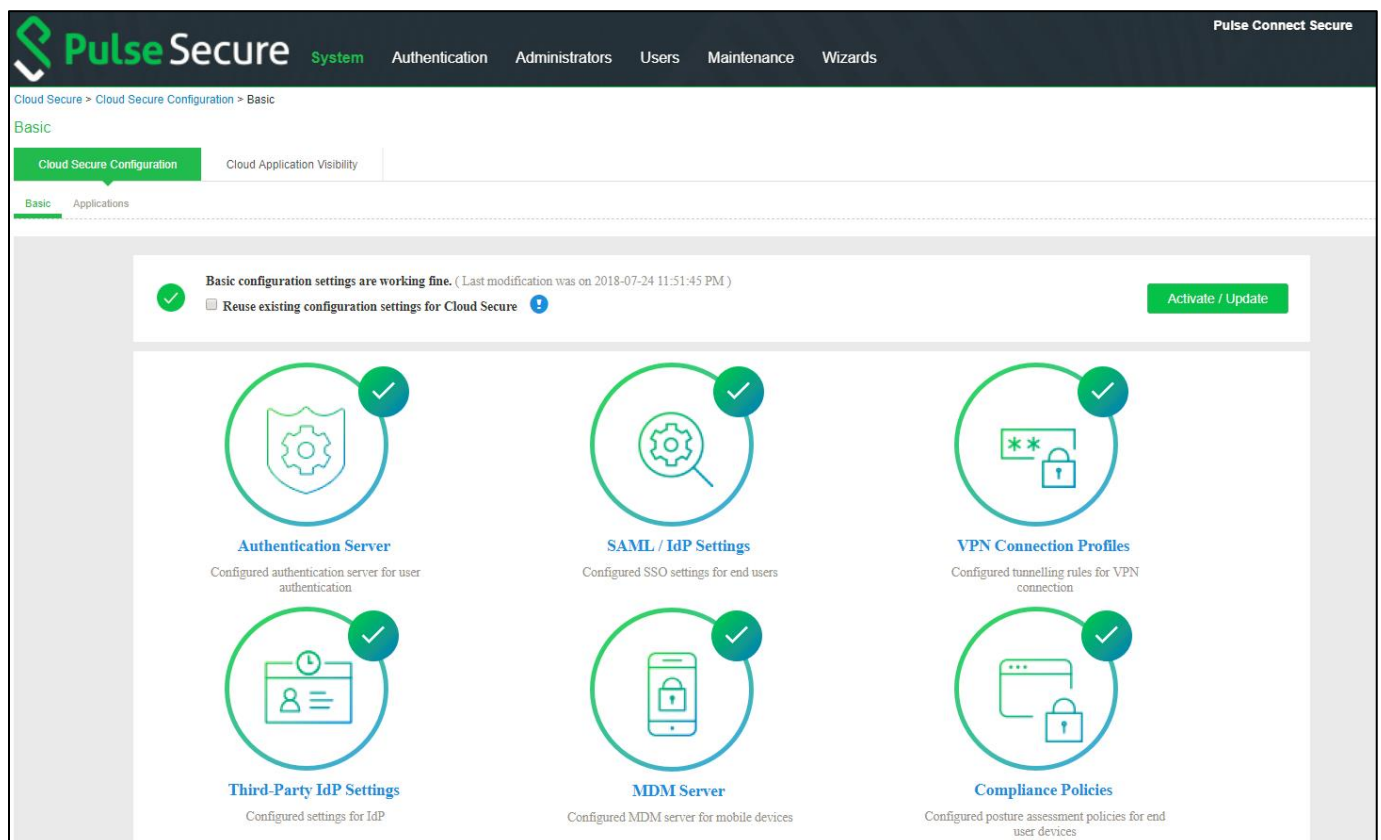 Pulse Connect Secure
Pulse Secure System Authentication Administrators Users Maintenance Wizards
Cloud Secure > Cloud Secure Configuration > Basic
Basic
Cloud Secure Configuration Cloud Application Visibility
Basic Applications
Basic configuration settings are working fine. ( Last modification was on 2018-07-24 11:51:45 PM )
Reuse existing configuration settings for Cloud Secure
Activate / Update
**
Authentication Server SAML / IdP Settings VPN Connection Profiles
Configured authentication server for user Configured SSO settings for end users Configured tunnelling rules for VPN
authentication connection
Third-Party IdP Settings MDM Server Compliance Policies
Configured settings for IdP Configured MDM server for mobile devices Configured posture assessment policies for end
user devices